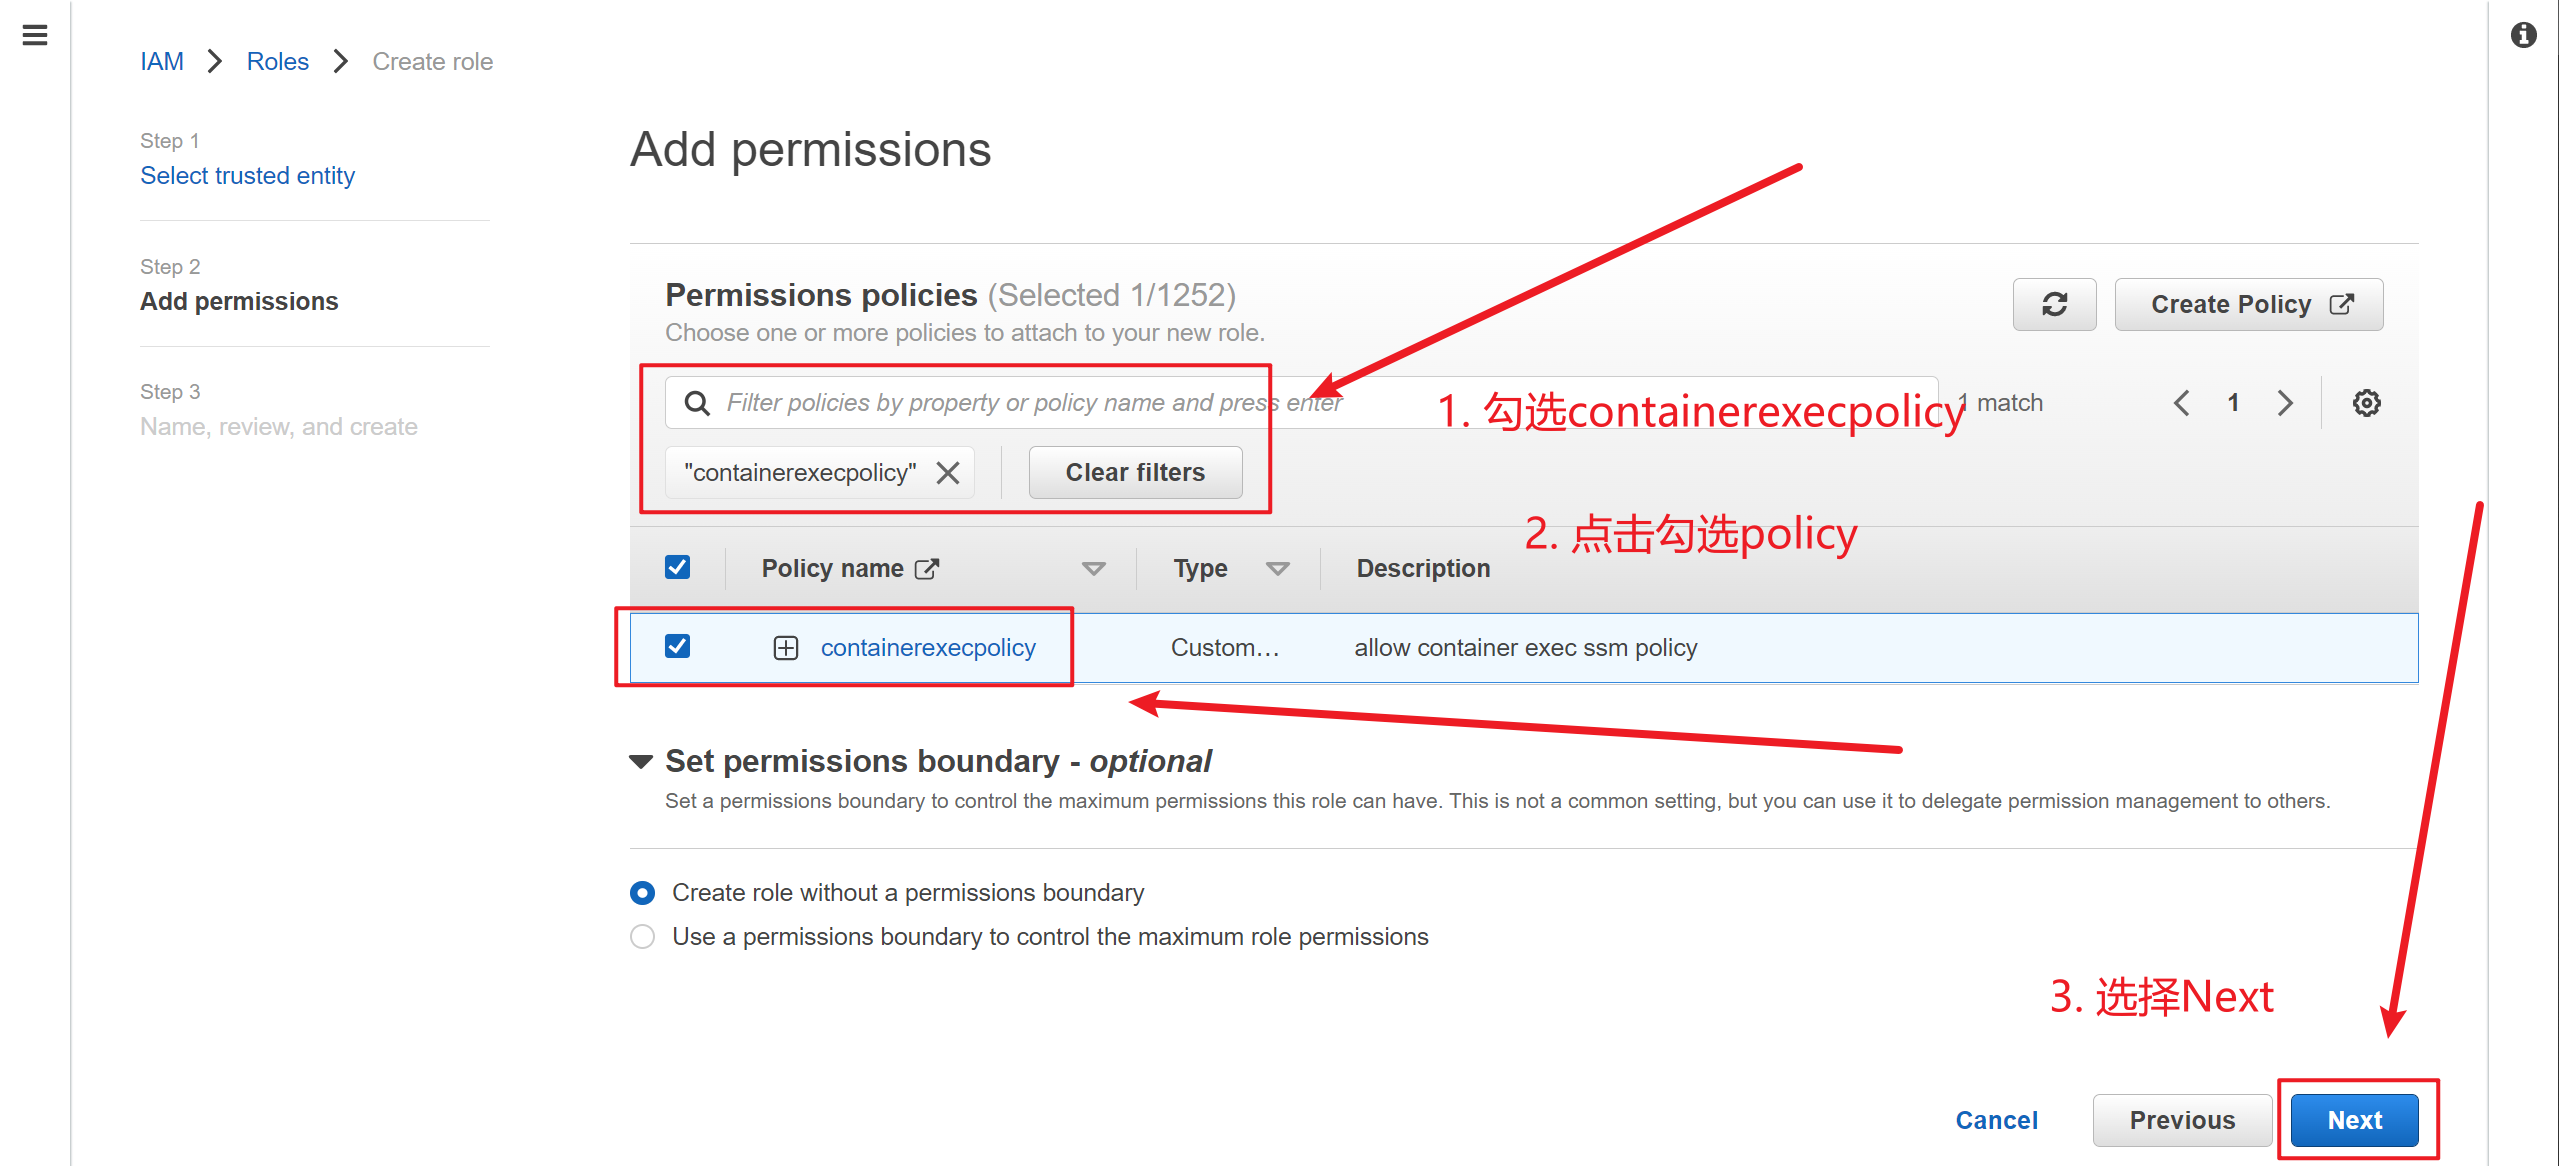 IAM > Roles > Create role
Step 1
Select trusted entity
Step 2
Add permissions
Step 3
Name, review, and create
Add permissions
Permissions policies (Selected 1/1252)
Choose one or more policies to attach to your new role.
Create Policy
Filter policies by property or policy name and press enter
1. 勾选containerexecpolicy
1 match
1
"containerexecpolicy"
Clear filters
2. 点击勾选policy
Policy name Type Description
containerexecpolicy Custom... allow container exec ssm policy
Set permissions boundary - optional
Set a permissions boundary to control the maximum permissions this role can have. This is not a common setting, but you can use it to delegate permission management to others.
Create role without a permissions boundary
Use a permissions boundary to control the maximum role permissions
3. 选择Next
Cancel Previous Next